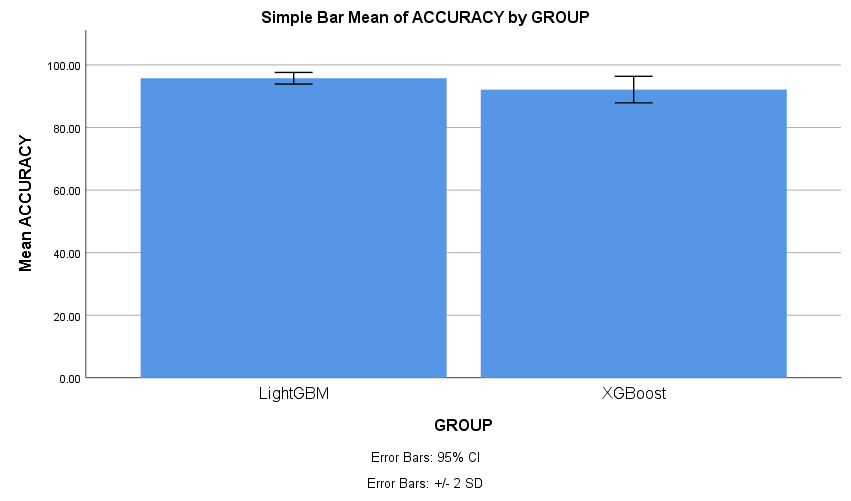 Simple Bar Mean of ACCURACY by GROUP
100.00
80.00
60.00
40.00
20.00
0.00
Mean ACCURACY
LightGBM
XGBoost
GROUP
Error Bars: 95% CI
Error Bars: +/- 2 SD